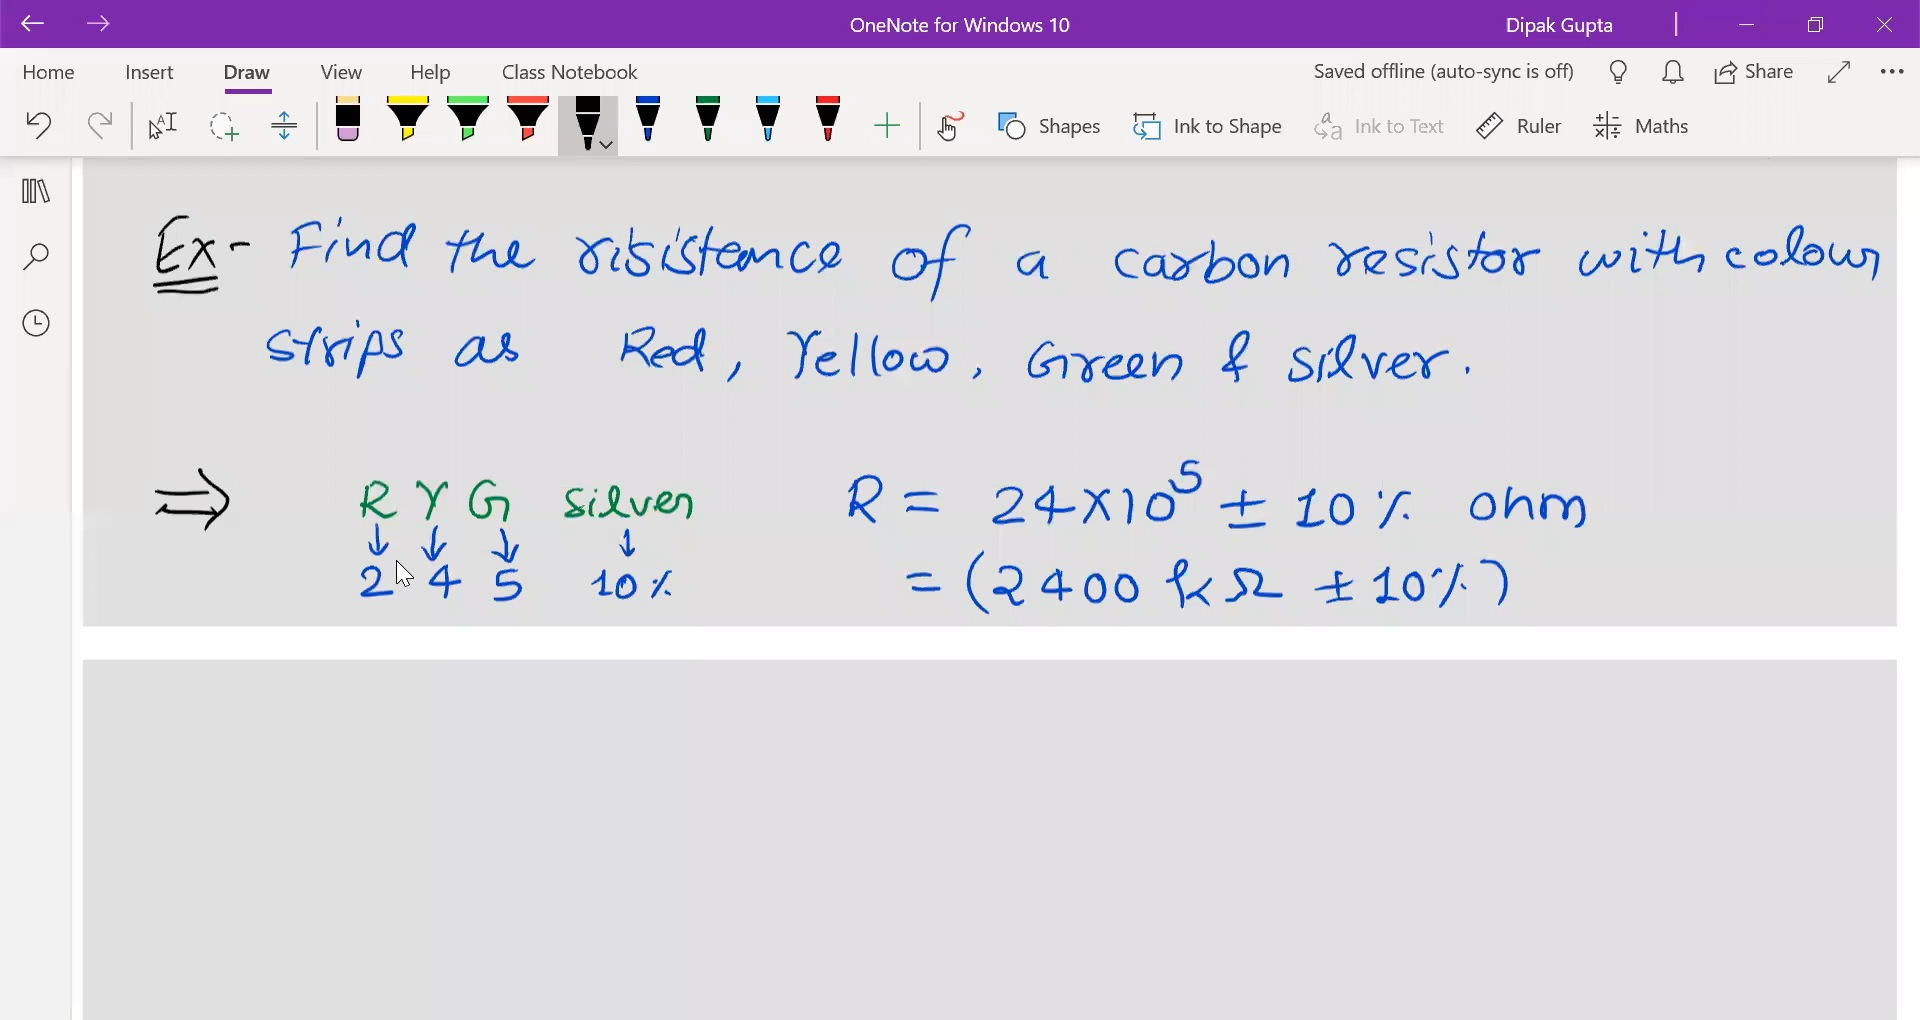 OneNote for Windows 10
Dipak Gupta
Home Insert Draw View Help Class Notebook
Saved offline (auto-sync is off) Share
Shapes Ink to Shape Ink to Text Ruler Maths
Ex- Find the risistance of a carbon resistor with colour
strips as Red, Yellow, Green & silver.
⇒ R Y G silver R = 24×10⁵ ± 10% ohm
↓ ↓ ↓ ↓
2 4 5 10% = (2400 kΩ ±10%)